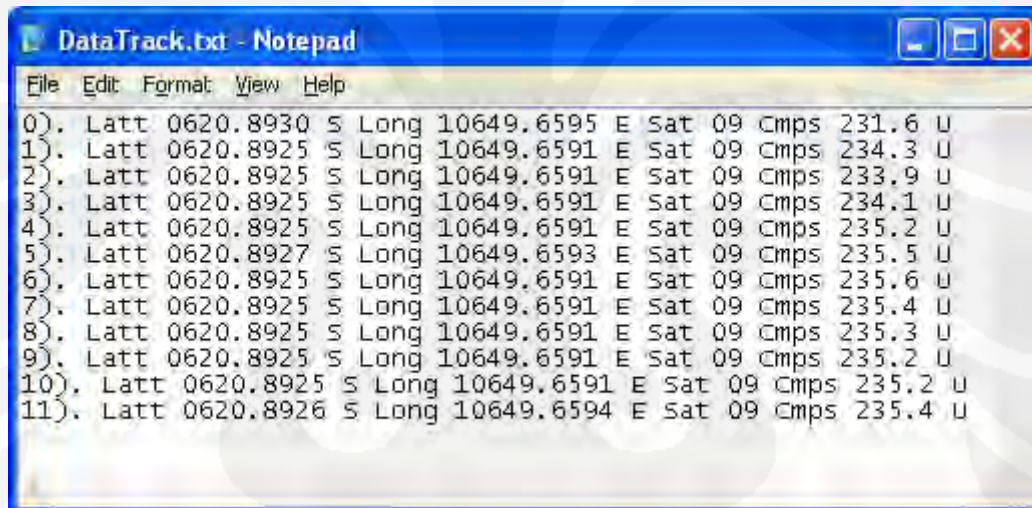 DataTrack.txt - Notepad
File Edit Format View Help
0). Latt 0620.8930 S Long 10649.6595 E Sat 09 Cmps 231.6 U
1). Latt 0620.8925 S Long 10649.6591 E Sat 09 Cmps 234.3 U
2). Latt 0620.8925 S Long 10649.6591 E Sat 09 Cmps 233.9 U
3). Latt 0620.8925 S Long 10649.6591 E Sat 09 Cmps 234.1 U
4). Latt 0620.8925 S Long 10649.6591 E Sat 09 Cmps 235.2 U
5). Latt 0620.8927 S Long 10649.6593 E Sat 09 Cmps 235.5 U
6). Latt 0620.8925 S Long 10649.6591 E Sat 09 Cmps 235.6 U
7). Latt 0620.8925 S Long 10649.6591 E Sat 09 Cmps 235.4 U
8). Latt 0620.8925 S Long 10649.6591 E Sat 09 Cmps 235.3 U
9). Latt 0620.8925 S Long 10649.6591 E Sat 09 Cmps 235.2 U
10). Latt 0620.8925 S Long 10649.6591 E Sat 09 Cmps 235.2 U
11). Latt 0620.8926 S Long 10649.6594 E Sat 09 Cmps 235.4 U